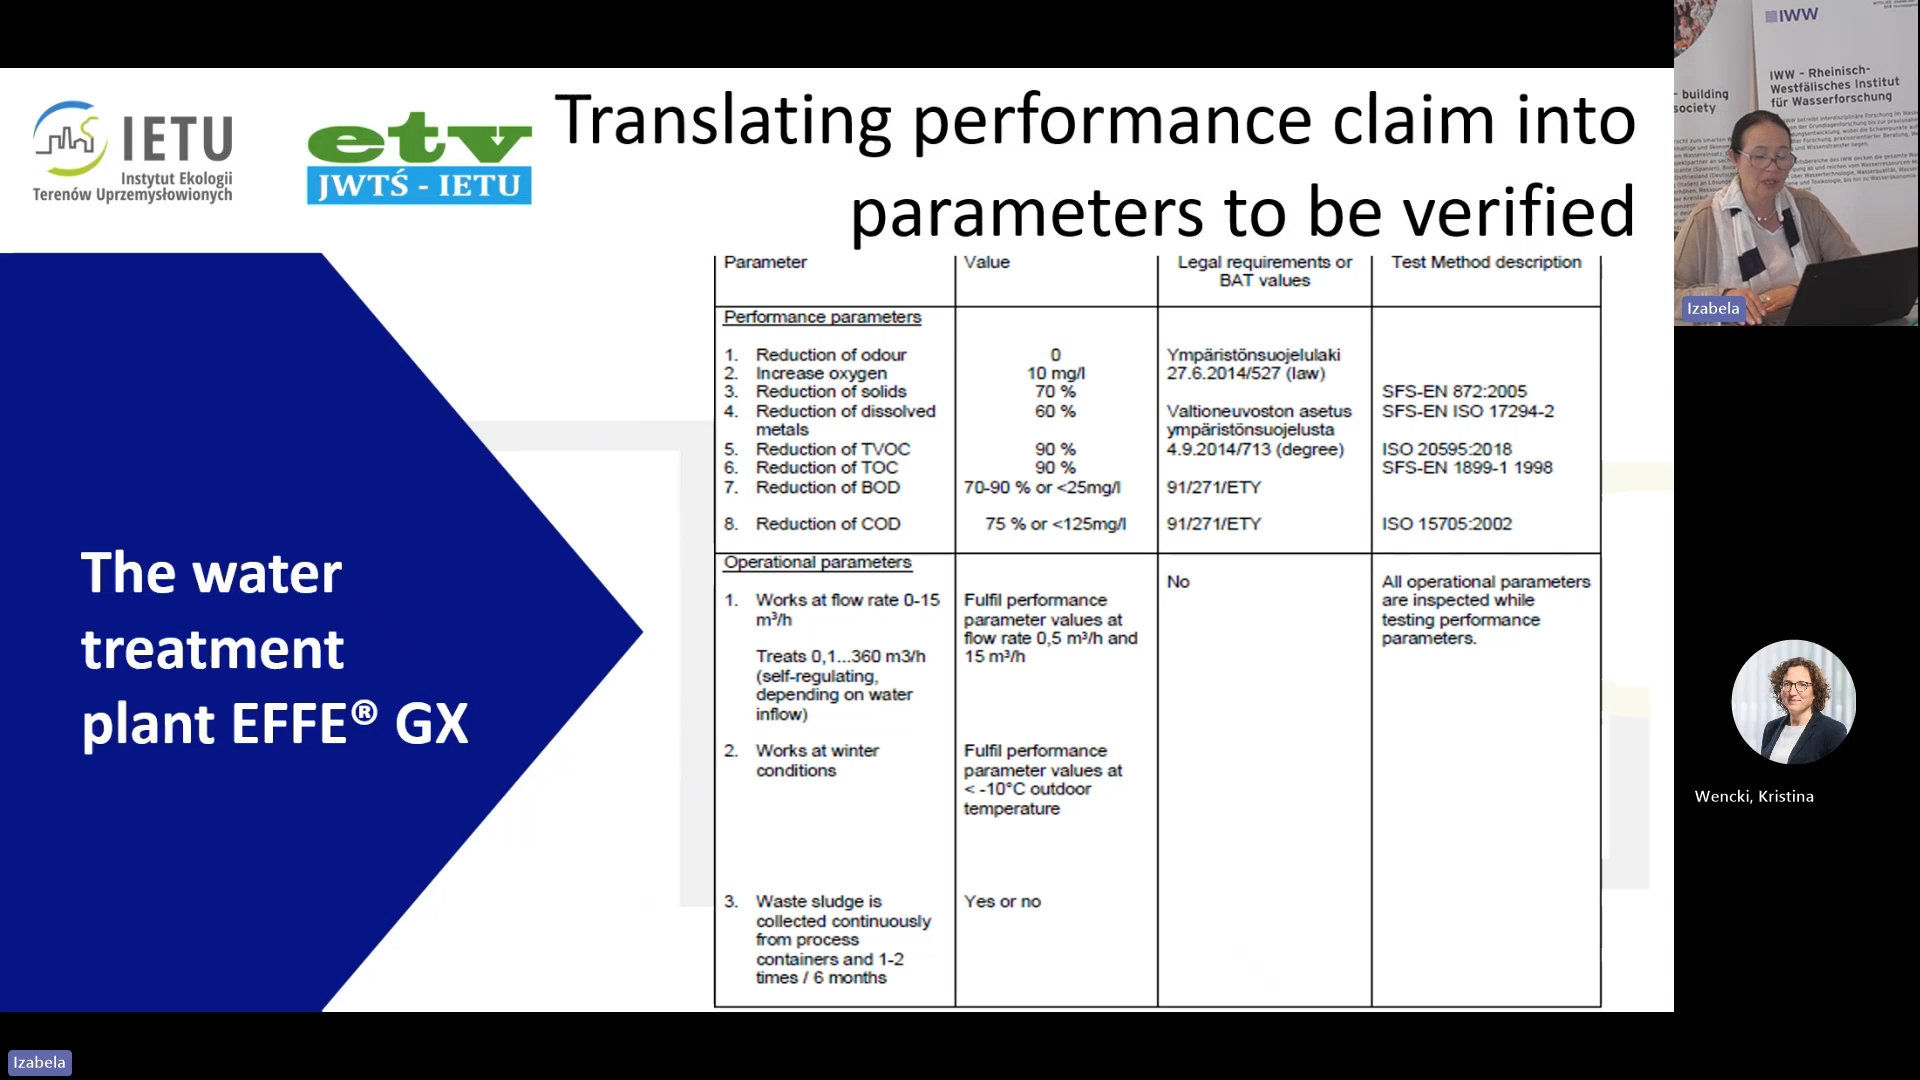 IETU
Instytut Ekologii
Terenów Uprzemysłowionych
etv
JWTŚ - IETU
Translating performance claim into
parameters to be verified
The water
treatment
plant EFFE® GX
Parameter
Value
Legal requirements or
BAT values
Test Method description
Performance parameters
1. Reduction of odour
0
Ympäristönsuojelulaki
2. Increase oxygen
10 mg/l
27.6.2014/527 (law)
3. Reduction of solids
70 %
SFS-EN 872:2005
4. Reduction of dissolved
metals
60 %
Valtioneuvoston asetus
ympäristönsuojelusta
SFS-EN ISO 17294-2
5. Reduction of TVOC
90 %
4.9.2014/713 (degree)
ISO 20595:2018
6. Reduction of TOC
90 %
SFS-EN 1899-1 1998
7. Reduction of BOD
70-90 % or <25mg/l
91/271/ETY
8. Reduction of COD
75 % or <125mg/l
91/271/ETY
ISO 15705:2002
Operational parameters
1. Works at flow rate 0-15
m³/h
Treats 0,1...360 m3/h
(self-regulating,
depending on water
inflow)
Fulfil performance
parameter values at
flow rate 0,5 m³/h and
15 m³/h
No
All operational parameters
are inspected while
testing performance
parameters.
2. Works at winter
conditions
Fulfil performance
parameter values at
< -10°C outdoor
temperature
3. Waste sludge is
collected continuously
from process
containers and 1-2
times / 6 months
Yes or no
IWW
IWW - Rheinisch-
Westfälisches Institut
für Wasserforschung
building
society
Izabela
Wencki, Kristina
Izabela